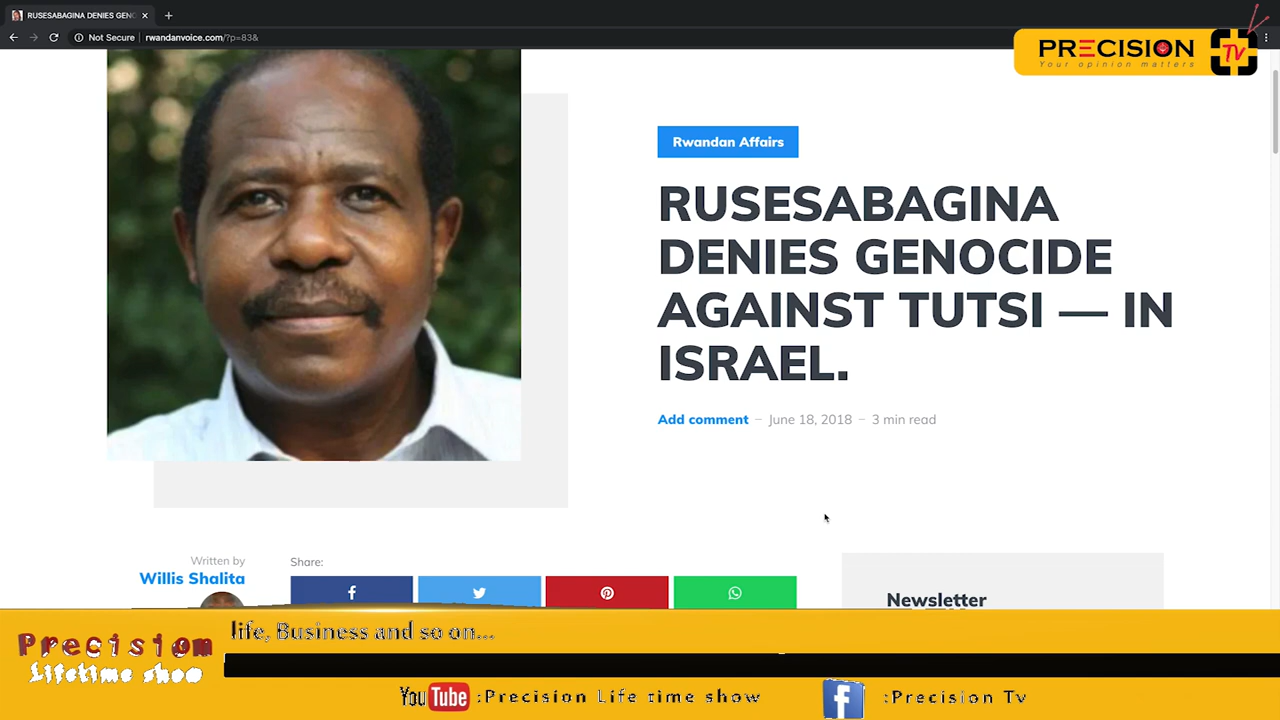 RUSESABAGINA DENIES GENO
Not Secure
rwandanvoice.com/?p=83&
PRECISION TV
Your opinion matters
Rwandan Affairs
RUSESABAGINA
DENIES GENOCIDE
AGAINST TUTSI — IN
ISRAEL.
Add comment – June 18, 2018 – 3 min read
Written by
Willis Shalita
Share:
Newsletter
Precision
Lifetime show
life, Business and so on...
YouTube :Precision Life time show
f :Precision Tv